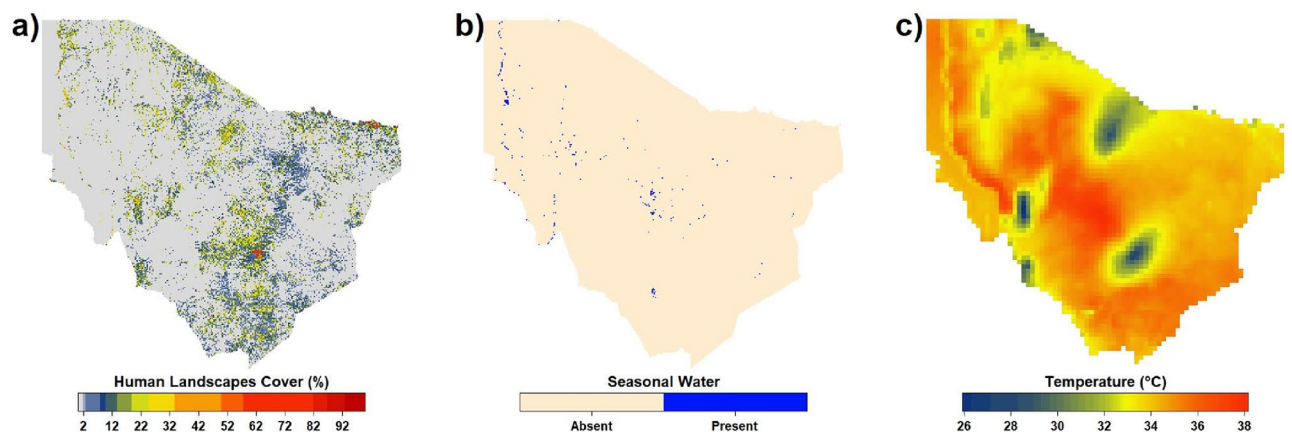 a)
b)
c)
Human Landscapes Cover (%)
2 12 22 32 42 52 62 72 82 92
Seasonal Water
Absent Present
Temperature (°C)
26 28 30 32 34 36 38